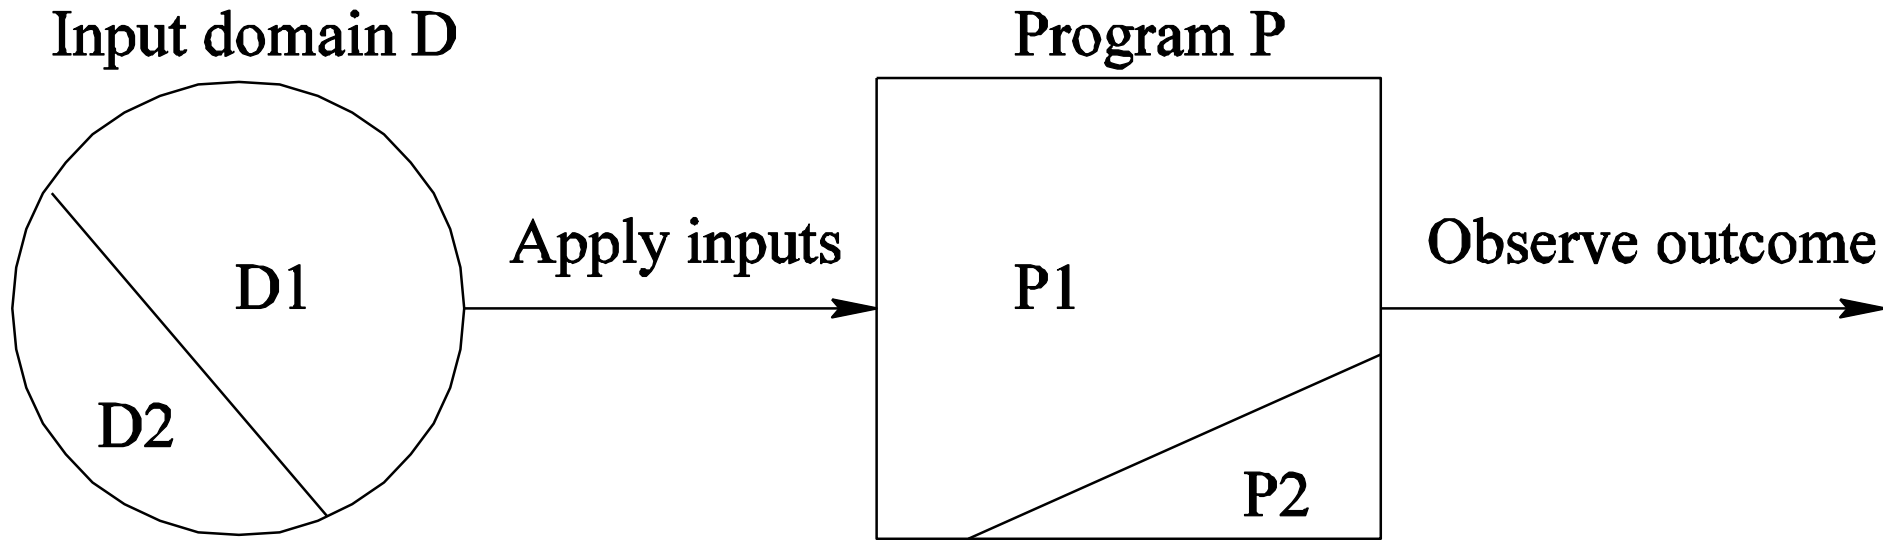 Input domain D
Program P
Apply inputs
Observe outcome
D1
P1
D2
P2